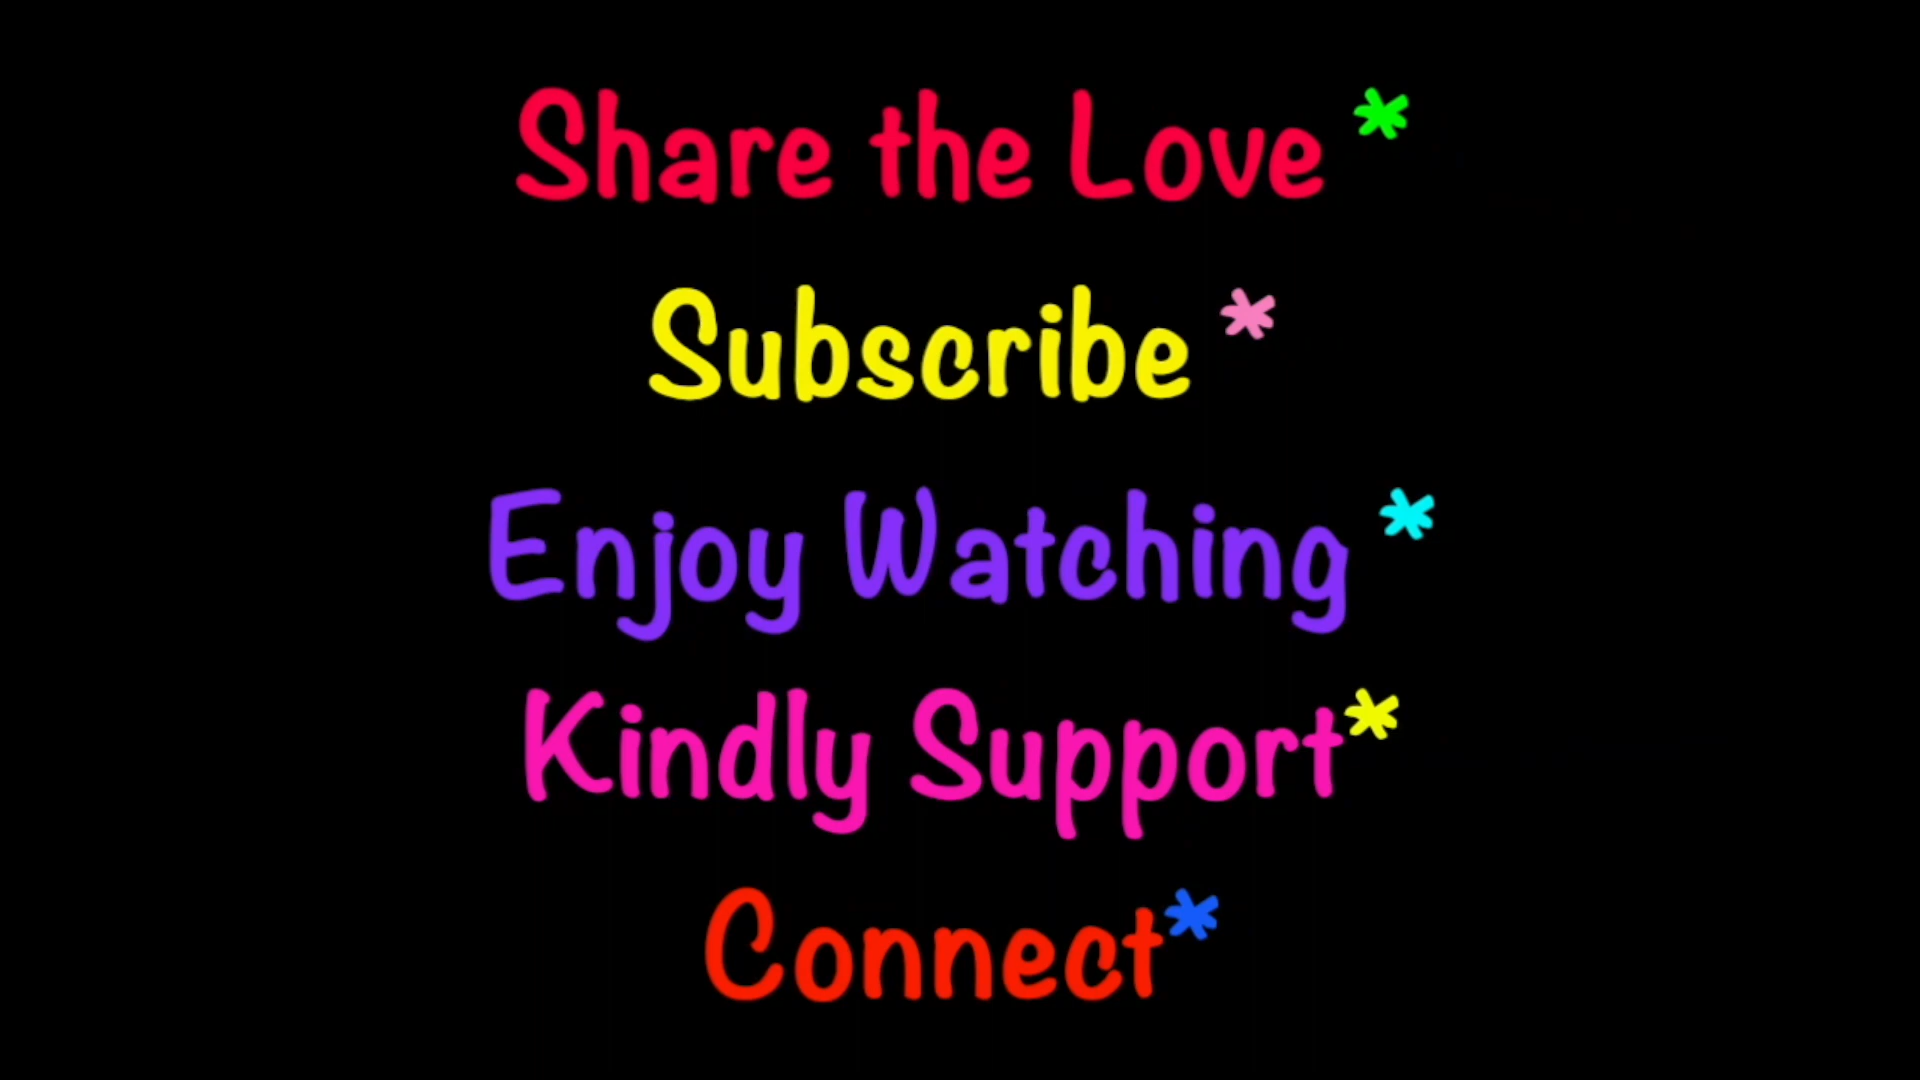 Share the Love *
Subscribe *
Enjoy Watching *
Kindly Support*
Connect*